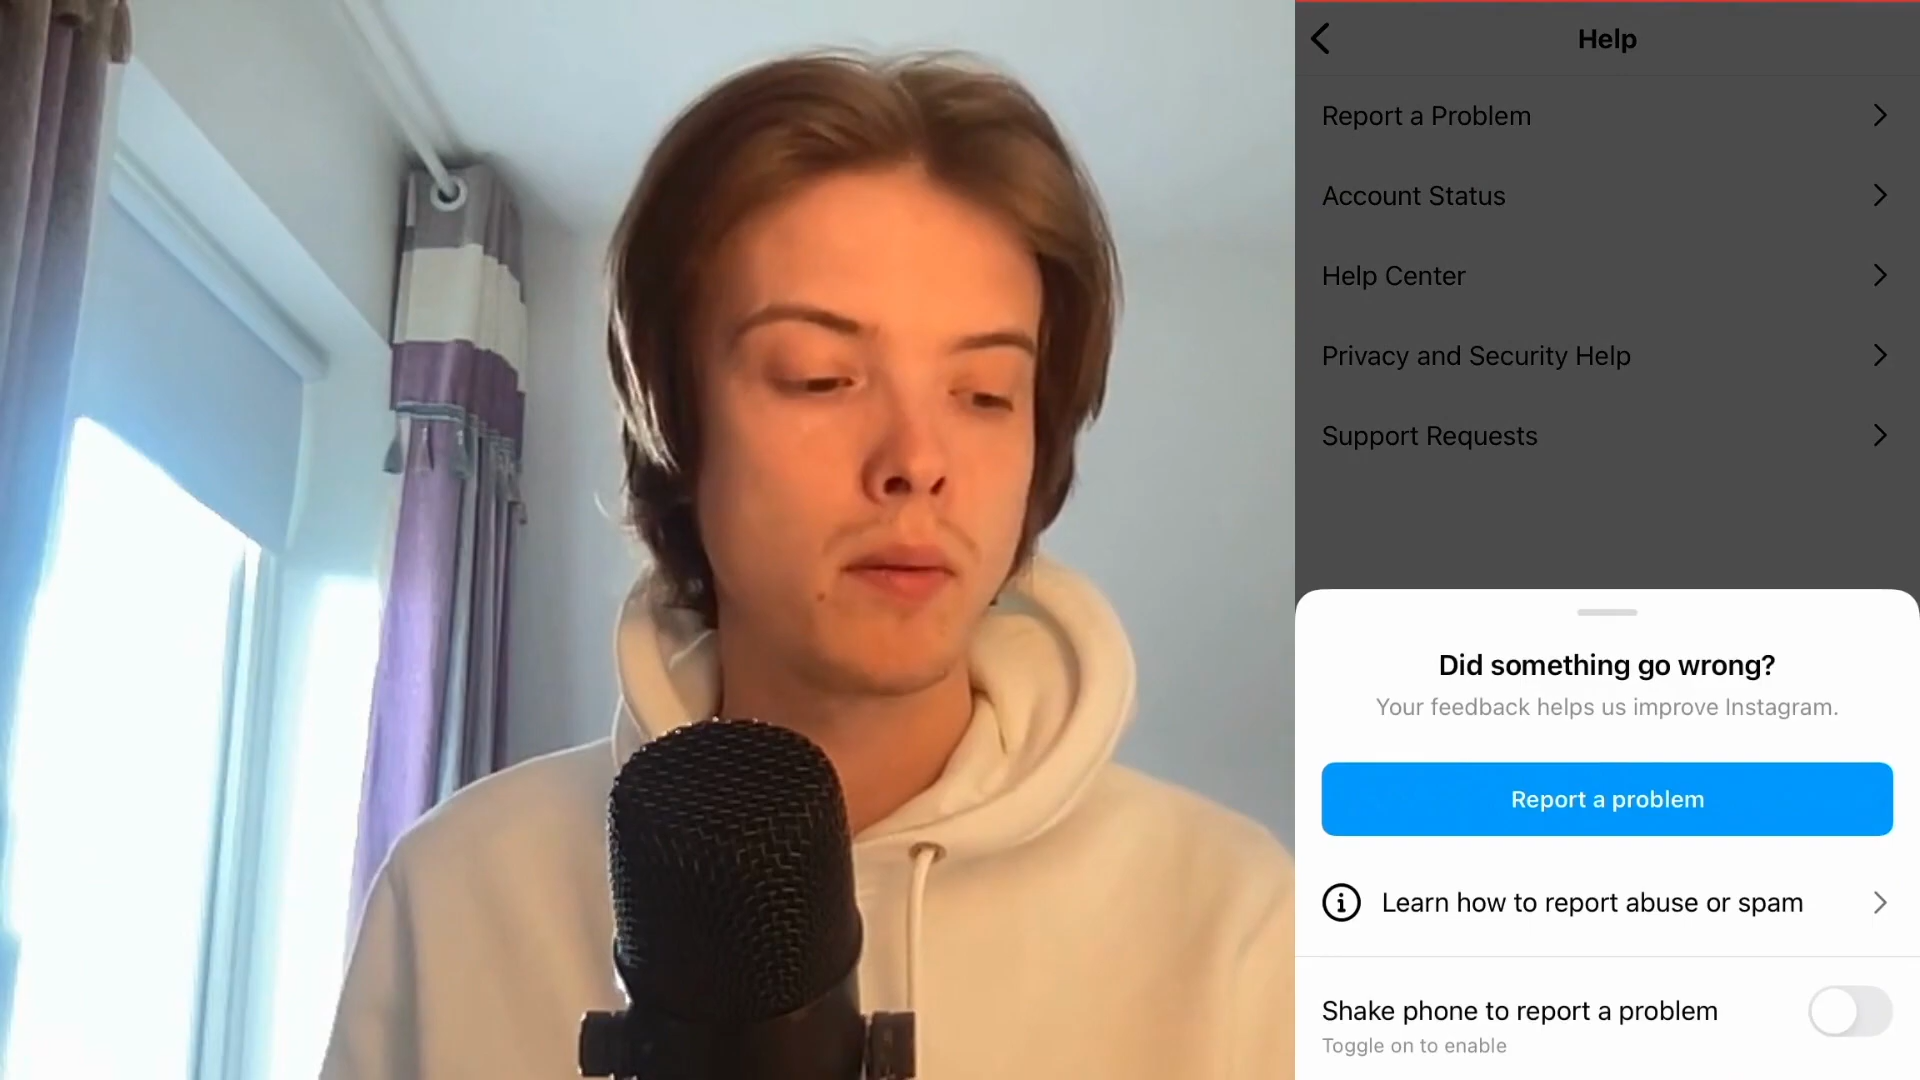 Help
Report a Problem
Account Status
Help Center
Privacy and Security Help
Support Requests
Did something go wrong?
Your feedback helps us improve Instagram.
Report a problem
Learn how to report abuse or spam
Shake phone to report a problem
Toggle on to enable